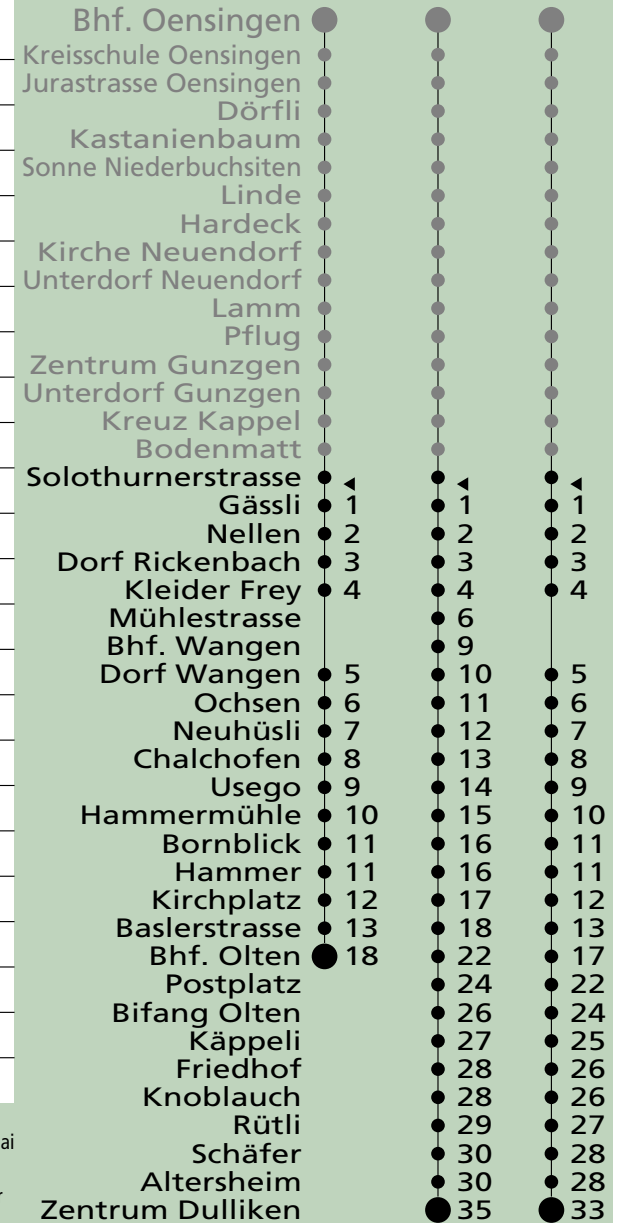 Bhf. Oensingen
Kreisschule Oensingen
Jurastrasse Oensingen
Dörfli
Kastanienbaum
Sonne Niederbuchsiten
Linde
Hardeck
Kirche Neuendorf
Unterdorf Neuendorf
Lamm
Pflug
Zentrum Gunzgen
Unterdorf Gunzgen
Kreuz Kappel
Bodenmatt
Solothurnerstrasse
Gässli 1 1 1
Nellen 2 2 2
Dorf Rickenbach 3 3 3
Kleider Frey 4 4 4
Mühlestrasse 6
Bhf. Wangen 9
Dorf Wangen 5 10 5
Ochsen 6 11 6
Neuhüsli 7 12 7
Chalchofen 8 13 8
Usego 9 14 9
Hammermühle 10 15 10
Bornblick 11 16 11
Hammer 11 16 11
Kirchplatz 12 17 12
Baslerstrasse 13 18 13
Bhf. Olten 18 22 17
Postplatz 24 22
Bifang Olten 26 24
Käppeli 27 25
Friedhof 28 26
Knoblauch 28 26
Rütli 29 27
ai
Schäfer 30 28
Altersheim 30 28
Zentrum Dulliken 35 33